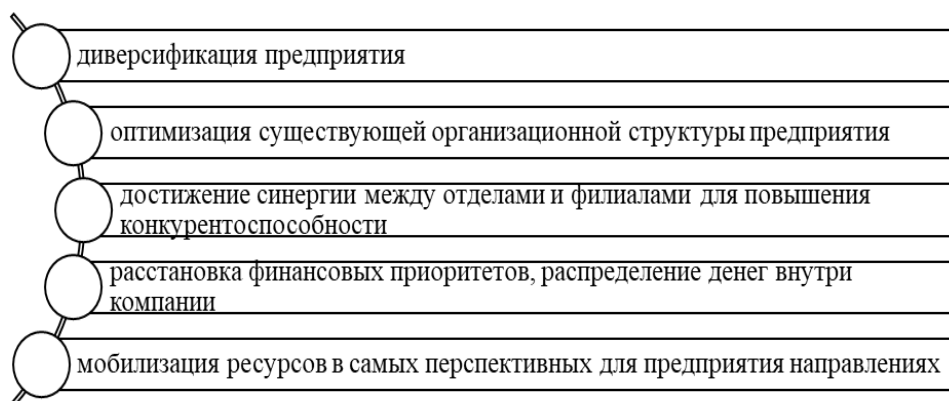 диверсификация предприятия
оптимизация существующей организационной структуры предприятия
достижение синергии между отделами и филиалами для повышения
конкурентоспособности
расстановка финансовых приоритетов, распределение денег внутри
компании
мобилизация ресурсов в самых перспективных для предприятия направлениях